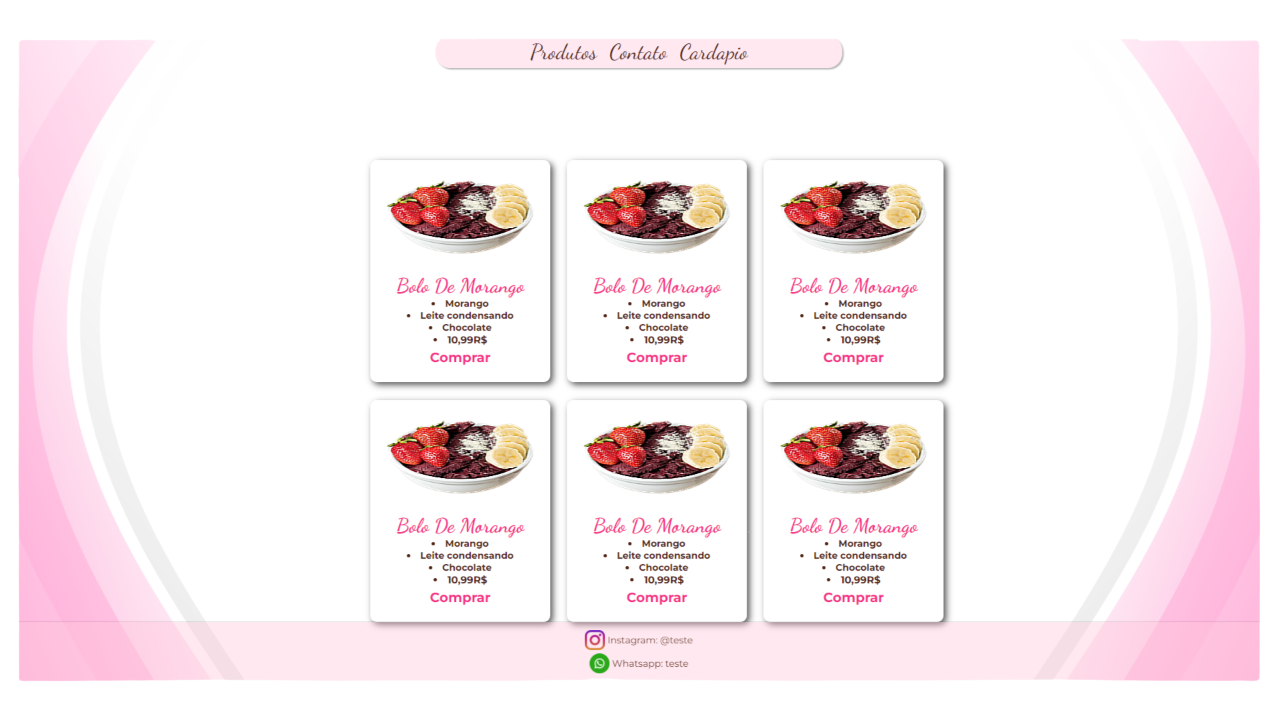 Produtos Contato Cardapio
Bolo De Morango
• Morango
• Leite condensando
• Chocolate
• 10,99R$
Comprar
Bolo De Morango
• Morango
• Leite condensando
• Chocolate
• 10,99R$
Comprar
Bolo De Morango
• Morango
• Leite condensando
• Chocolate
• 10,99R$
Comprar
Bolo De Morango
• Morango
• Leite condensando
• Chocolate
• 10,99R$
Comprar
Bolo De Morango
• Morango
• Leite condensando
• Chocolate
• 10,99R$
Comprar
Bolo De Morango
• Morango
• Leite condensando
• Chocolate
• 10,99R$
Comprar
Instagram: @teste
Whatsapp: teste